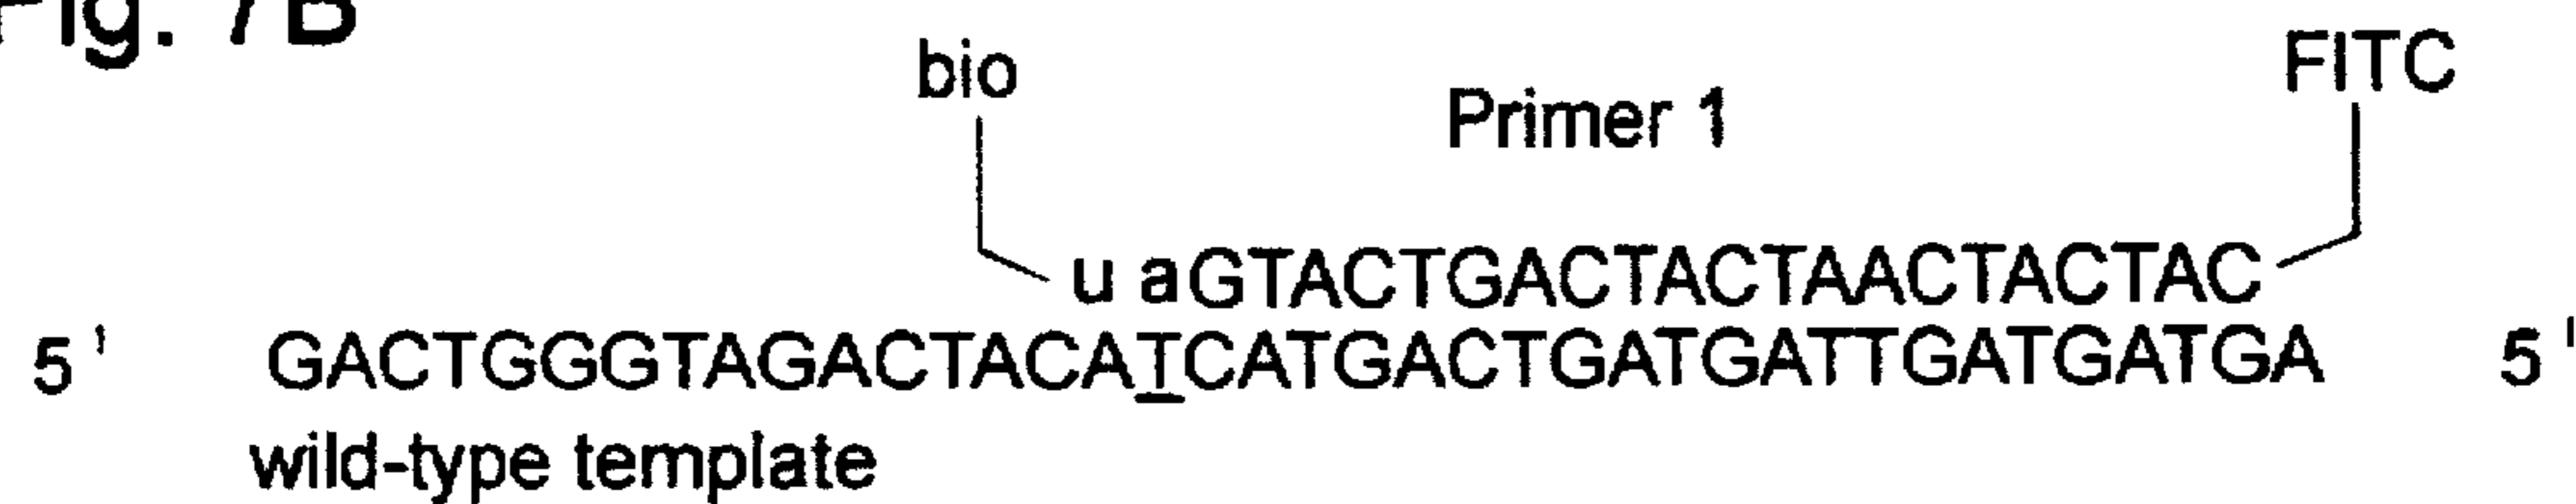 Fig. 7B
bio
FITC
Primer 1
u aGTACTGACTACTAACTACTAC
5' GACTGGGTAGACTACATCATGACTGATGATTGATGATGA 5'
wild-type template